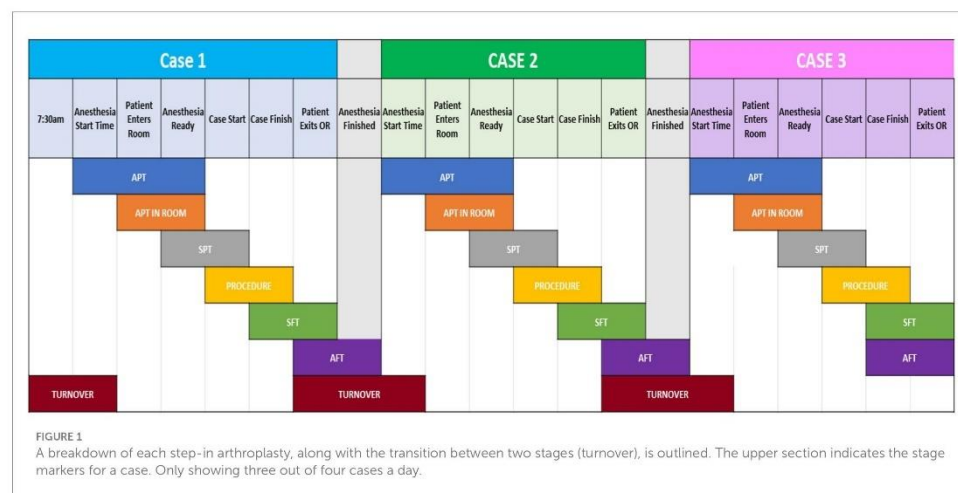 Case 1 CASE 2 CASE 3
7:30am Anesthesia Start Time Patient Enters Room Anesthesia Ready Case Start Case Finish Patient Exits OR Anesthesia Finished Anesthesia Start Time Patient Enters Room Anesthesia Ready Case Start Case Finish Patient Exits OR Anesthesia Finished Anesthesia Start Time Patient Enters Room Anesthesia Ready Case Start Case Finish Patient Exits OR
APT APT APT
APT IN ROOM APT IN ROOM APT IN ROOM
SPT SPT SPT
PROCEDURE PROCEDURE PROCEDURE
SFT SFT SFT
AFT AFT AFT
TURNOVER TURNOVER TURNOVER
FIGURE 1
A breakdown of each step-in arthroplasty, along with the transition between two stages (turnover), is outlined. The upper section indicates the stage
markers for a case. Only showing three out of four cases a day.